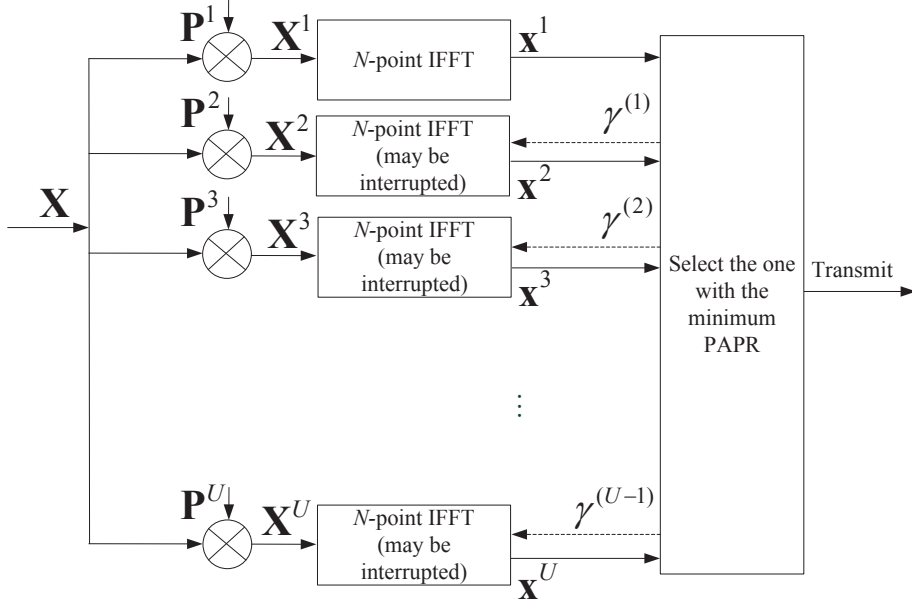 P^1
X^1
N-point IFFT
x^1
P^2
X^2
N-point IFFT
(may be
interrupted)
γ^(1)
x^2
X
P^3
X^3
N-point IFFT
(may be
interrupted)
γ^(2)
x^3
Select the one
with the
minimum
PAPR
Transmit
⋮
P^U
X^U
N-point IFFT
(may be
interrupted)
γ^(U−1)
x^U